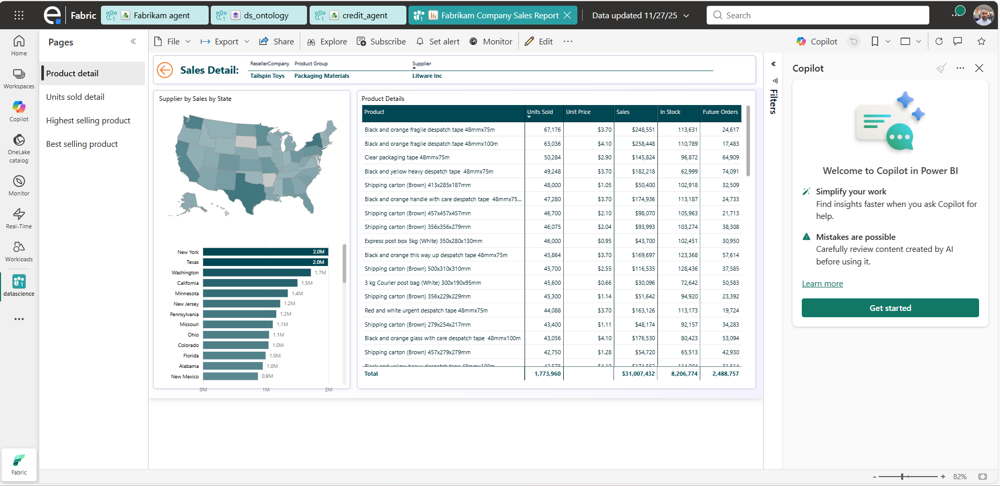 Fabric
Fabrikam agent
ds_ontology
credit_agent
Fabrikam Company Sales Report
Data updated 11/27/25
Search
Home
Workspaces
Copilot
OneLake
catalog
Monitor
Real-Time
Workloads
datascience
Fabric
Pages
Product detail
Units sold detail
Highest selling product
Best selling product
File
Export
Share
Explore
Subscribe
Set alert
Monitor
Edit
Copilot
Sales Detail:
ResellerCompany Product Group Supplier
Tailspin Toys Packaging Materials Litware Inc
Supplier by Sales by State
New York 2.0M
Texas 2.0M
Washington 1.7M
California 1.5M
Minnesota 1.4M
New Jersey 1.2M
Pennsylvania 1.2M
Missouri 1.1M
Ohio 1.1M
Colorado 1.0M
Florida 1.0M
Alabama 1.0M
New Mexico 0.9M
0M 1M 2M
Product Details
Product Units Sold Unit Price Sales In Stock Future Orders
Black and orange fragile despatch tape 48mmx75m 67,176 $3.70 $248,551 113,631 24,617
Black and orange fragile despatch tape 48mmx100m 63,036 $4.10 $258,448 110,789 17,483
Clear packaging tape 48mmx75m 50,284 $2.90 $145,824 96,872 64,909
Black and yellow heavy despatch tape 48mmx75m 49,248 $3.70 $182,218 62,999 74,091
Shipping carton (Brown) 413x285x187mm 48,000 $1.05 $50,400 102,918 32,509
Black and orange handle with care despatch tape 48mmx75... 47,280 $3.70 $174,936 113,187 24,733
Shipping carton (Brown) 457x457x457mm 46,700 $2.10 $98,070 105,963 21,713
Shipping carton (Brown) 356x356x279mm 46,075 $2.04 $93,993 103,274 38,308
Express post box 5kg (White) 350x280x130mm 46,000 $0.95 $43,700 102,451 30,950
Black and orange this way up despatch tape 48mmx75m 45,864 $3.70 $169,697 123,368 57,614
Shipping carton (Brown) 500x310x310mm 45,700 $2.55 $116,535 128,436 37,585
3 kg Courier post bag (White) 300x190x95mm 45,600 $0.66 $30,096 72,642 50,583
Shipping carton (Brown) 356x229x229mm 45,300 $1.14 $51,642 94,920 23,392
Red and white urgent despatch tape 48mmx75m 44,088 $3.70 $163,126 113,173 19,724
Shipping carton (Brown) 279x254x217mm 43,400 $1.11 $48,174 92,157 34,283
Black and orange glass with care despatch tape 48mmx100m 43,056 $4.10 $176,530 80,423 53,094
Shipping carton (Brown) 457x279x279mm 42,750 $1.28 $54,720 65,513 42,930
Black and yellow heavy despatch tape 48mmx100m 42,576 $4.10 $174,562 114,004 31,514
Total 1,773,960 $31,007,432 8,206,774 2,488,757
Filters
Copilot
Welcome to Copilot in Power BI
Simplify your work
Find insights faster when you ask Copilot for
help.
Mistakes are possible
Carefully review content created by AI
before using it.
Learn more
Get started
82%